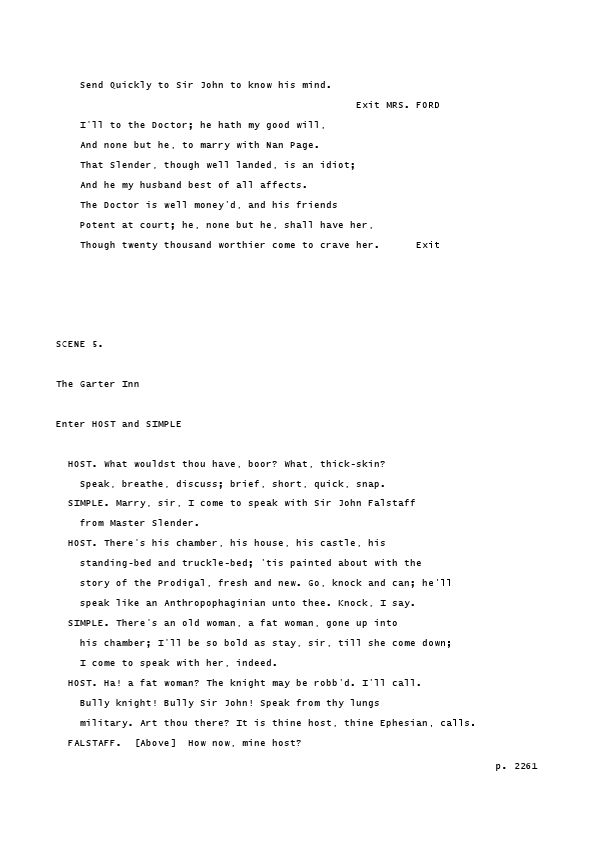 Send Quickly to Sir John to know his mind.
Exit MRS. FORD
I'll to the Doctor; he hath my good will,
And none but he, to marry with Nan Page.
That Slender, though well landed, is an idiot;
And he my husband best of all affects.
The Doctor is well money'd, and his friends
Potent at court; he, none but he, shall have her,
Though twenty thousand worthier come to crave her. Exit
SCENE 5.
The Garter Inn
Enter HOST and SIMPLE
HOST. What wouldst thou have, boor? What, thick-skin?
Speak, breathe, discuss; brief, short, quick, snap.
SIMPLE. Marry, sir, I come to speak with Sir John Falstaff
from Master Slender.
HOST. There's his chamber, his house, his castle, his
standing-bed and truckle-bed; 'tis painted about with the
story of the Prodigal, fresh and new. Go, knock and can; he'll
speak like an Anthropophaginian unto thee. Knock, I say.
SIMPLE. There's an old woman, a fat woman, gone up into
his chamber; I'll be so bold as stay, sir, till she come down;
I come to speak with her, indeed.
HOST. Ha! a fat woman? The knight may be robb'd. I'll call.
Bully knight! Bully Sir John! Speak from thy lungs
military. Art thou there? It is thine host, thine Ephesian, calls.
FALSTAFF. [Above] How now, mine host?
p. 2261